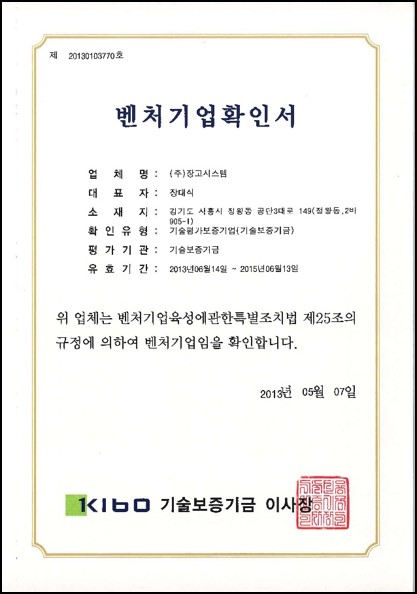 제 20130103770호
벤처기업확인서
업 체 명 : (주)장고시스템
대 표 자 : 장대식
소 재 지 : 경기도 시흥시 정왕동 공단3대로 149(정왕동,2바
905-1)
확 인 유 형 : 기술평가보증기업(기술보증기금)
평 가 기 관 : 기술보증기금
유 효 기 간 : 2013년06월14일 ~ 2015년06월13일
위 업체는 벤처기업육성에관한특별조치법 제25조의
규정에 의하여 벤처기업임을 확인합니다.
2013년 05월 07일
KIBO 기술보증기금 이사장